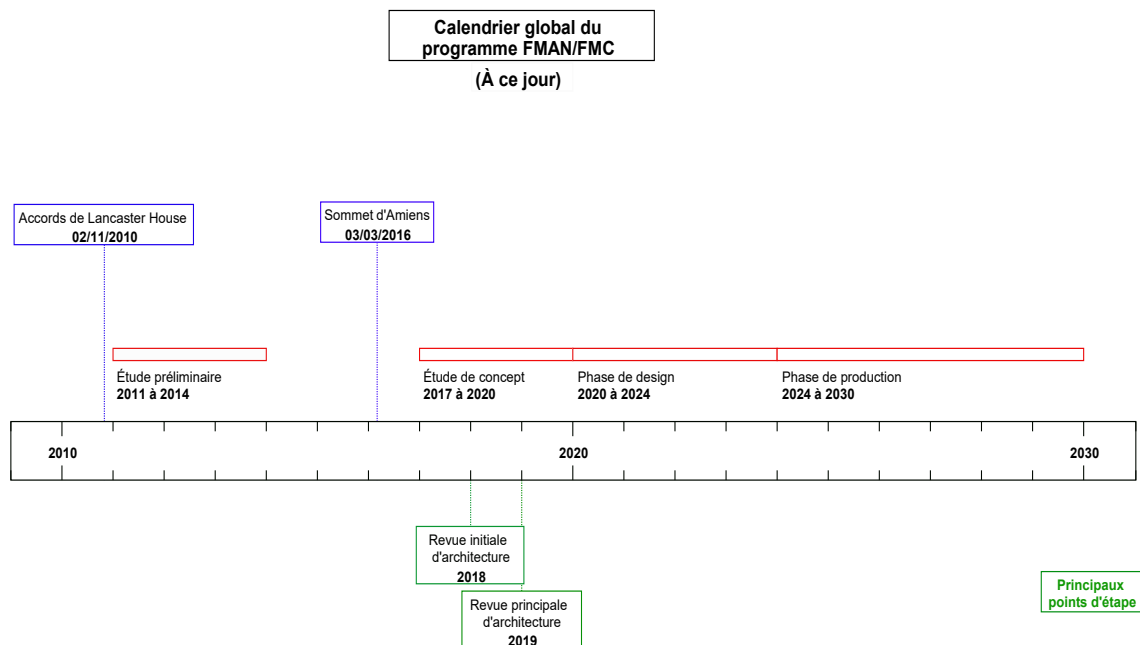 Calendrier global du
programme FMAN/FMC
(À ce jour)
Accords de Lancaster House
02/11/2010
Sommet d'Amiens
03/03/2016
Étude préliminaire
2011 à 2014
Étude de concept
2017 à 2020
Phase de design
2020 à 2024
Phase de production
2024 à 2030
2010
2020
2030
Revue initiale
d'architecture
2018
Revue principale
d'architecture
2019
Principaux
points d'étape